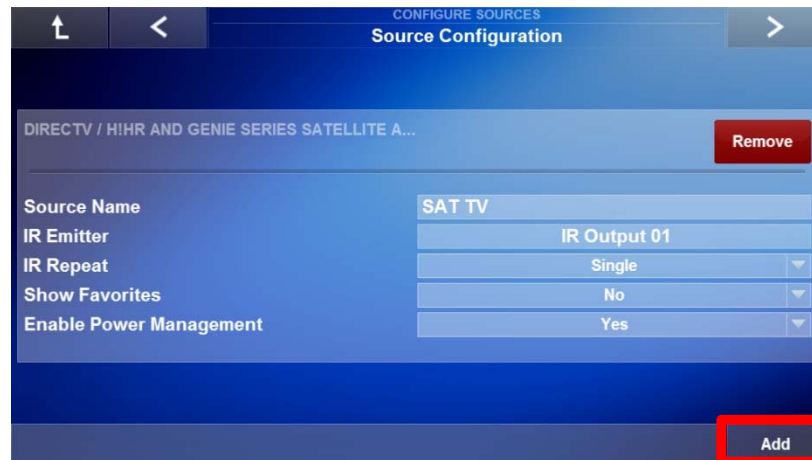 CONFIGURE SOURCES
Source Configuration
DIRECTV / H!HR AND GENIE SERIES SATELLITE A...
Remove
Source Name SAT TV
IR Emitter IR Output 01
IR Repeat Single
Show Favorites No
Enable Power Management Yes
Add